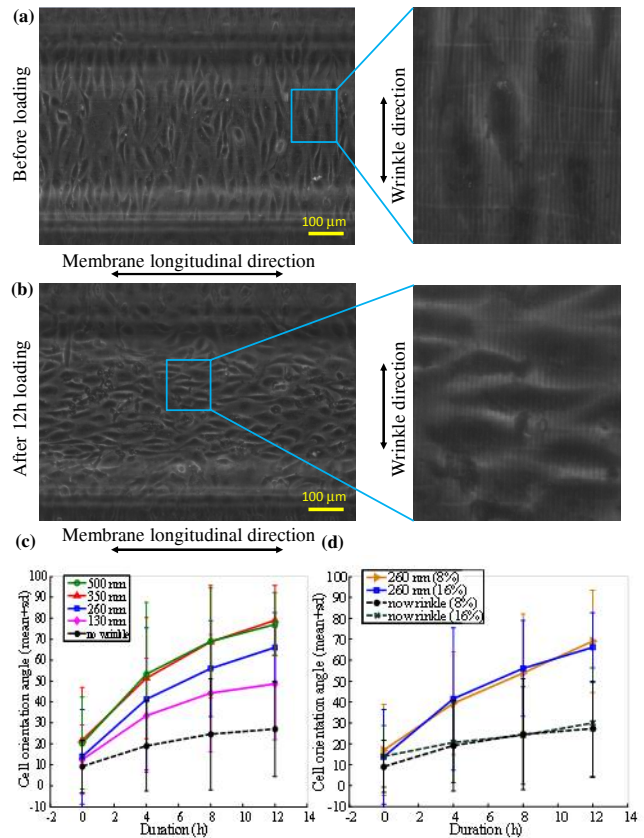 (a)
Before loading
100 µm
Wrinkle direction
Membrane longitudinal direction
(b)
After 12h loading
100 µm
Wrinkle direction
Membrane longitudinal direction
(c)
Cell orientation angle (mean+sd)
100
90
80
70
60
50
40
30
20
10
0
-10
500 nm
350 nm
260 nm
130 nm
no wrinkle
-2 0 2 4 6 8 10 12 14
Duration (h)
(d)
Cell orientation angle (mean+sd)
100
90
80
70
60
50
40
30
20
10
0
-10
260 nm (8%)
260 nm (16%)
nowrinkle (8%)
nowrinkle (16%)
-2 0 2 4 6 8 10 12 14
Duration (h)